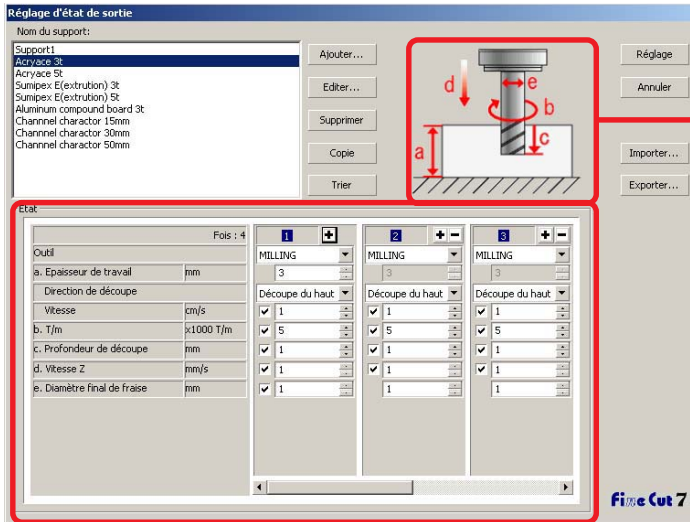 Réglage d'état de sortie
Nom du support:
Support1
Acryace 3t
Acryace 5t
Sumipex E(extrution) 3t
Sumipex E(extrution) 5t
Aluminum compound board 3t
Channnel charactor 15mm
Channnel charactor 30mm
Channnel charactor 50mm
Ajouter...
Editer...
Supprimer
Copie
Trier
d
e
b
a
c
Réglage
Annuler
Importer...
Exporter...
Etat
Fois : 4 1 + 2 + - 3 + -
Outil MILLING MILLING MILLING
a. Epaisseur de travail mm 3 3 3
Direction de découpe Découpe du haut Découpe du haut Découpe du haut
Vitesse cm/s 1 1 1
b. T/m x1000 T/m 5 5 5
c. Profondeur de découpe mm 1 1 1
d. Vitesse Z mm/s 1 1 1
e. Diamètre final de fraise mm 1 1 1
Fine Cut 7